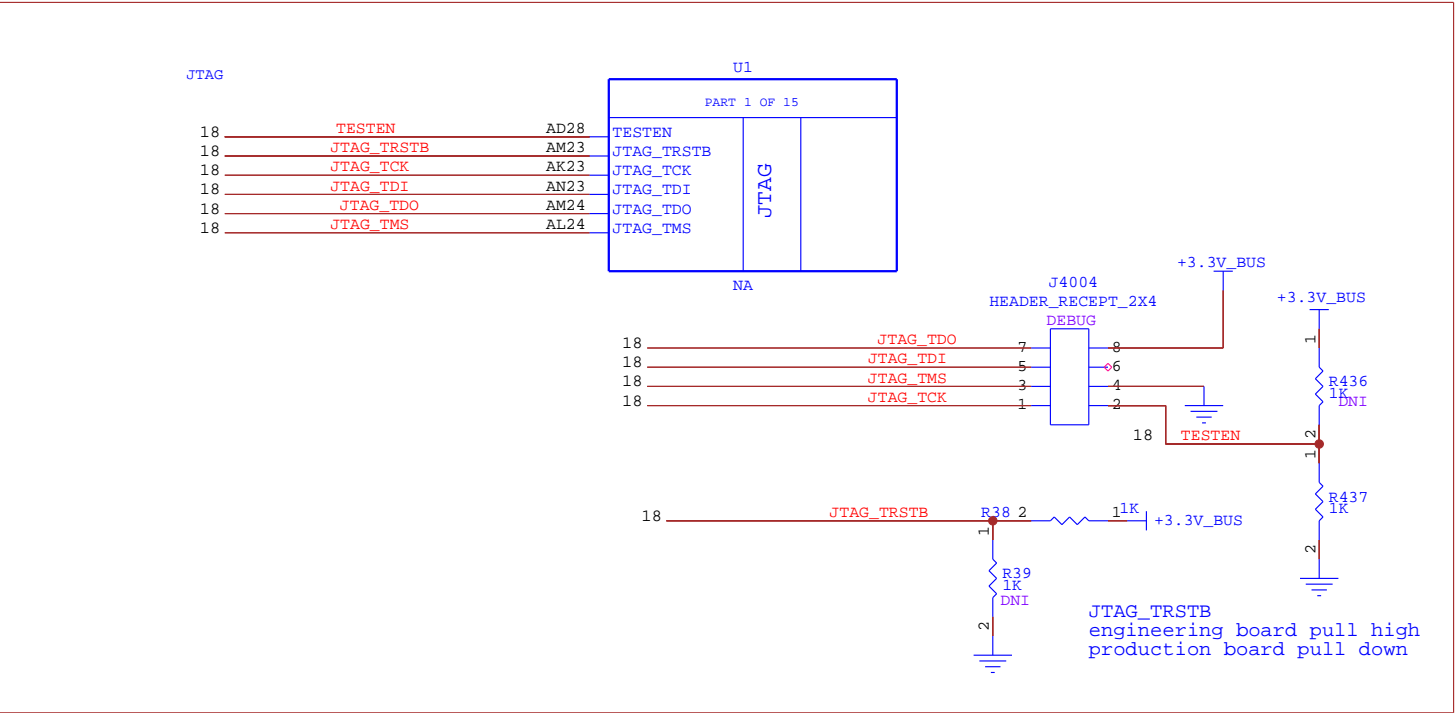 JTAG
U1
PART 1 OF 15
18 TESTEN AD28 TESTEN
18 JTAG_TRSTB AM23 JTAG_TRSTB
18 JTAG_TCK AK23 JTAG_TCK
18 JTAG_TDI AN23 JTAG_TDI
18 JTAG_TDO AM24 JTAG_TDO
18 JTAG_TMS AL24 JTAG_TMS
JTAG
NA
+3.3V_BUS
J4004
HEADER_RECEPT_2X4
DEBUG
+3.3V_BUS
18 JTAG_TDO 7 8
18 JTAG_TDI 5 6
18 JTAG_TMS 3 4
18 JTAG_TCK 1 2
1
R436
1K
DNI
2
18 TESTEN
1
R437
1K
2
18 JTAG_TRSTB R38 2 1 1K +3.3V_BUS
1
R39
1K
DNI
2
JTAG_TRSTB
engineering board pull high
production board pull down